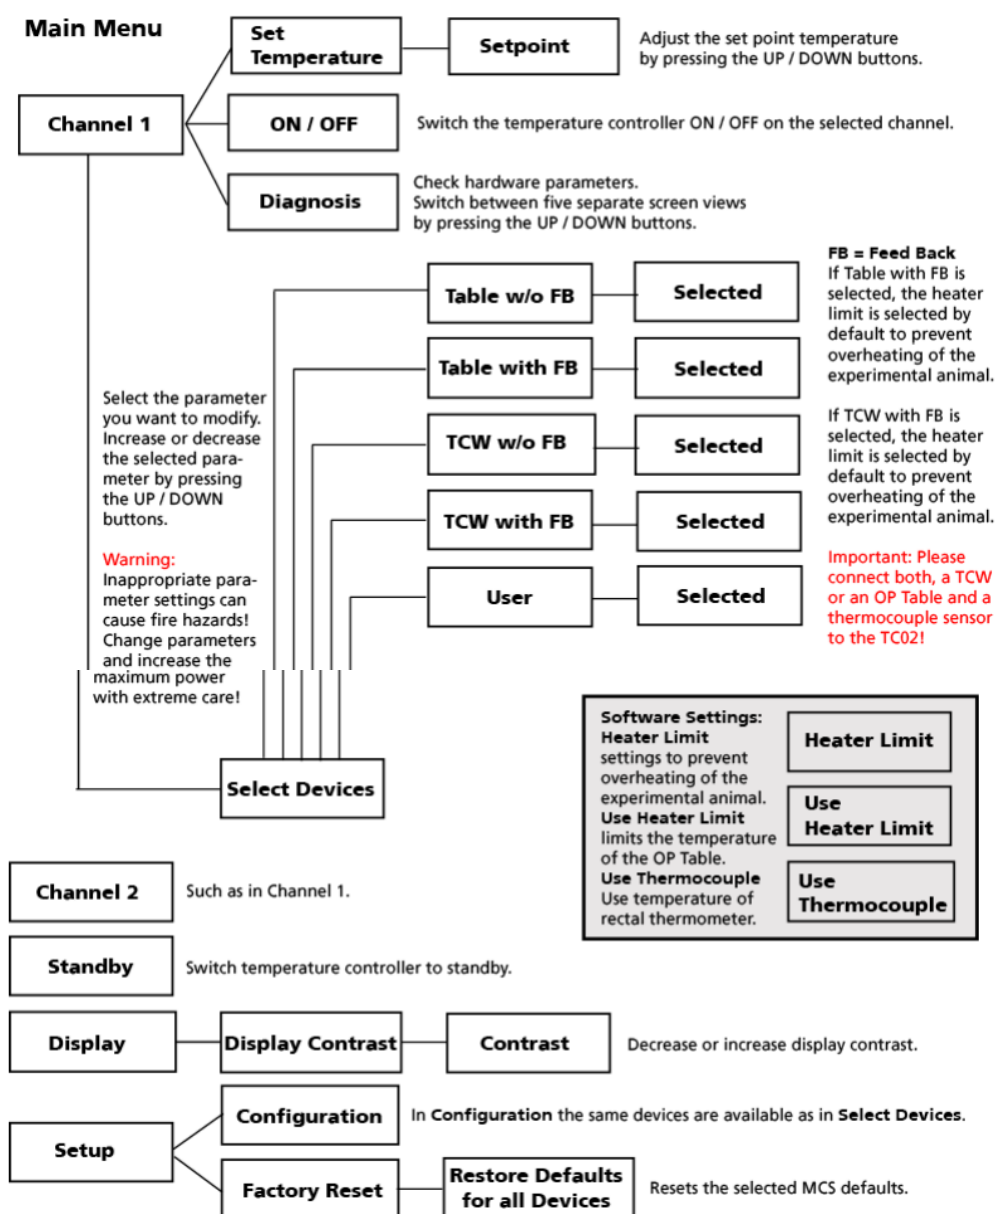 Main Menu
Set
Temperature
Setpoint
Adjust the set point temperature
by pressing the UP / DOWN buttons.
Channel 1
ON / OFF
Switch the temperature controller ON / OFF on the selected channel.
Diagnosis
Check hardware parameters.
Switch between five separate screen views
by pressing the UP / DOWN buttons.
Table w/o FB
Selected
Table with FB
Selected
TCW w/o FB
Selected
TCW with FB
Selected
User
Selected
FB = Feed Back
If Table with FB is
selected, the heater
limit is selected by
default to prevent
overheating of the
experimental animal.
If TCW with FB is
selected, the heater
limit is selected by
default to prevent
overheating of the
experimental animal.
Important: Please
connect both, a TCW
or an OP Table and a
thermocouple sensor
to the TC02!
Select the parameter
you want to modify.
Increase or decrease
the selected para-
meter by pressing
the UP / DOWN
buttons.
Warning:
Inappropriate para-
meter settings can
cause fire hazards!
Change parameters
and increase the
maximum power
with extreme care!
Select Devices
Software Settings:
Heater Limit
settings to prevent
overheating of the
experimental animal.
Use Heater Limit
limits the temperature
of the OP Table.
Use Thermocouple
Use temperature of
rectal thermometer.
Heater Limit
Use
Heater Limit
Use
Thermocouple
Channel 2
Such as in Channel 1.
Standby
Switch temperature controller to standby.
Display
Display Contrast
Contrast
Decrease or increase display contrast.
Setup
Configuration
In Configuration the same devices are available as in Select Devices.
Factory Reset
Restore Defaults
for all Devices
Resets the selected MCS defaults.